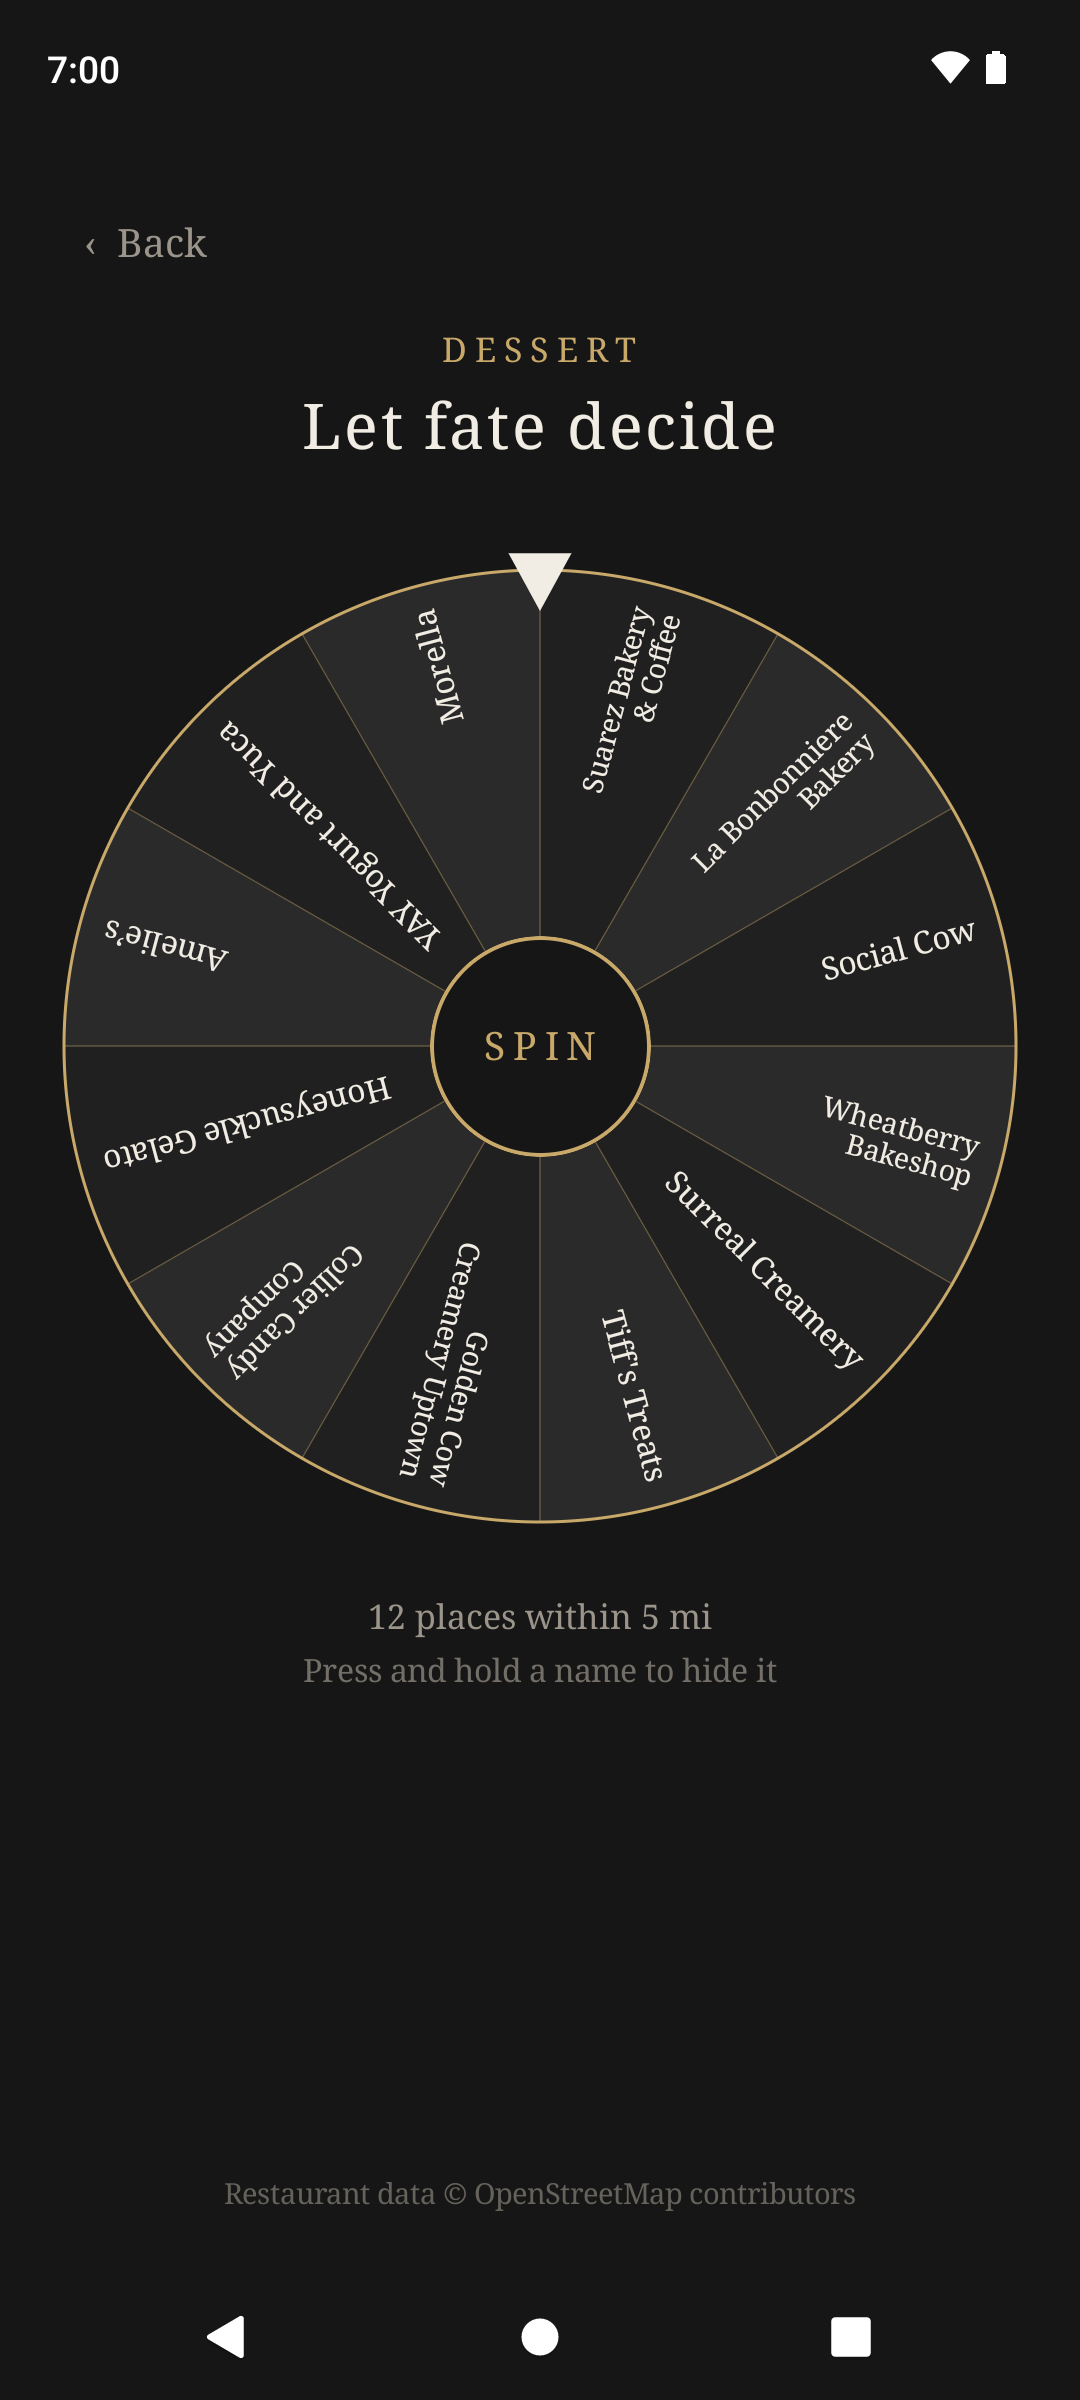 7:00
‹ Back
DESSERT
Let fate decide
Suarez Bakery
& Coffee
La Bonbonniere
Bakery
Social Cow
Wheatberry
Bakeshop
Surreal Creamery
Tiff's Treats
Golden Cow
Creamery Uptown
Collier Candy
Company
Honeysuckle Gelato
Amelie’s
YAY Yogurt and Yuca
Morella
SPIN
12 places within 5 mi
Press and hold a name to hide it
Restaurant data © OpenStreetMap contributors